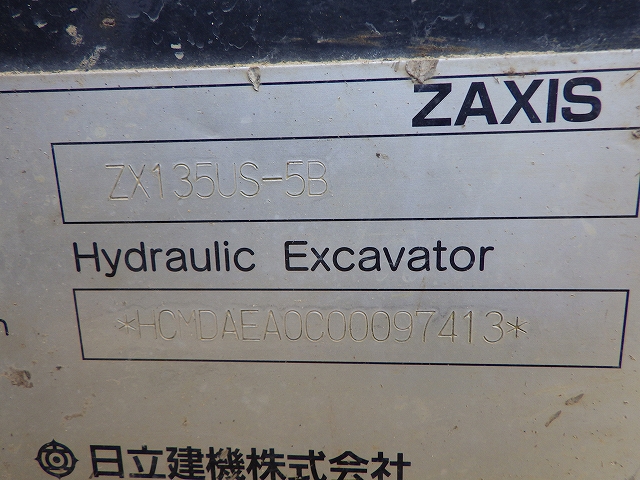 ZAXIS
ZX135US-5B
Hydraulic Excavator
*HCMDAEA0C00097413*
日立建機株式会社